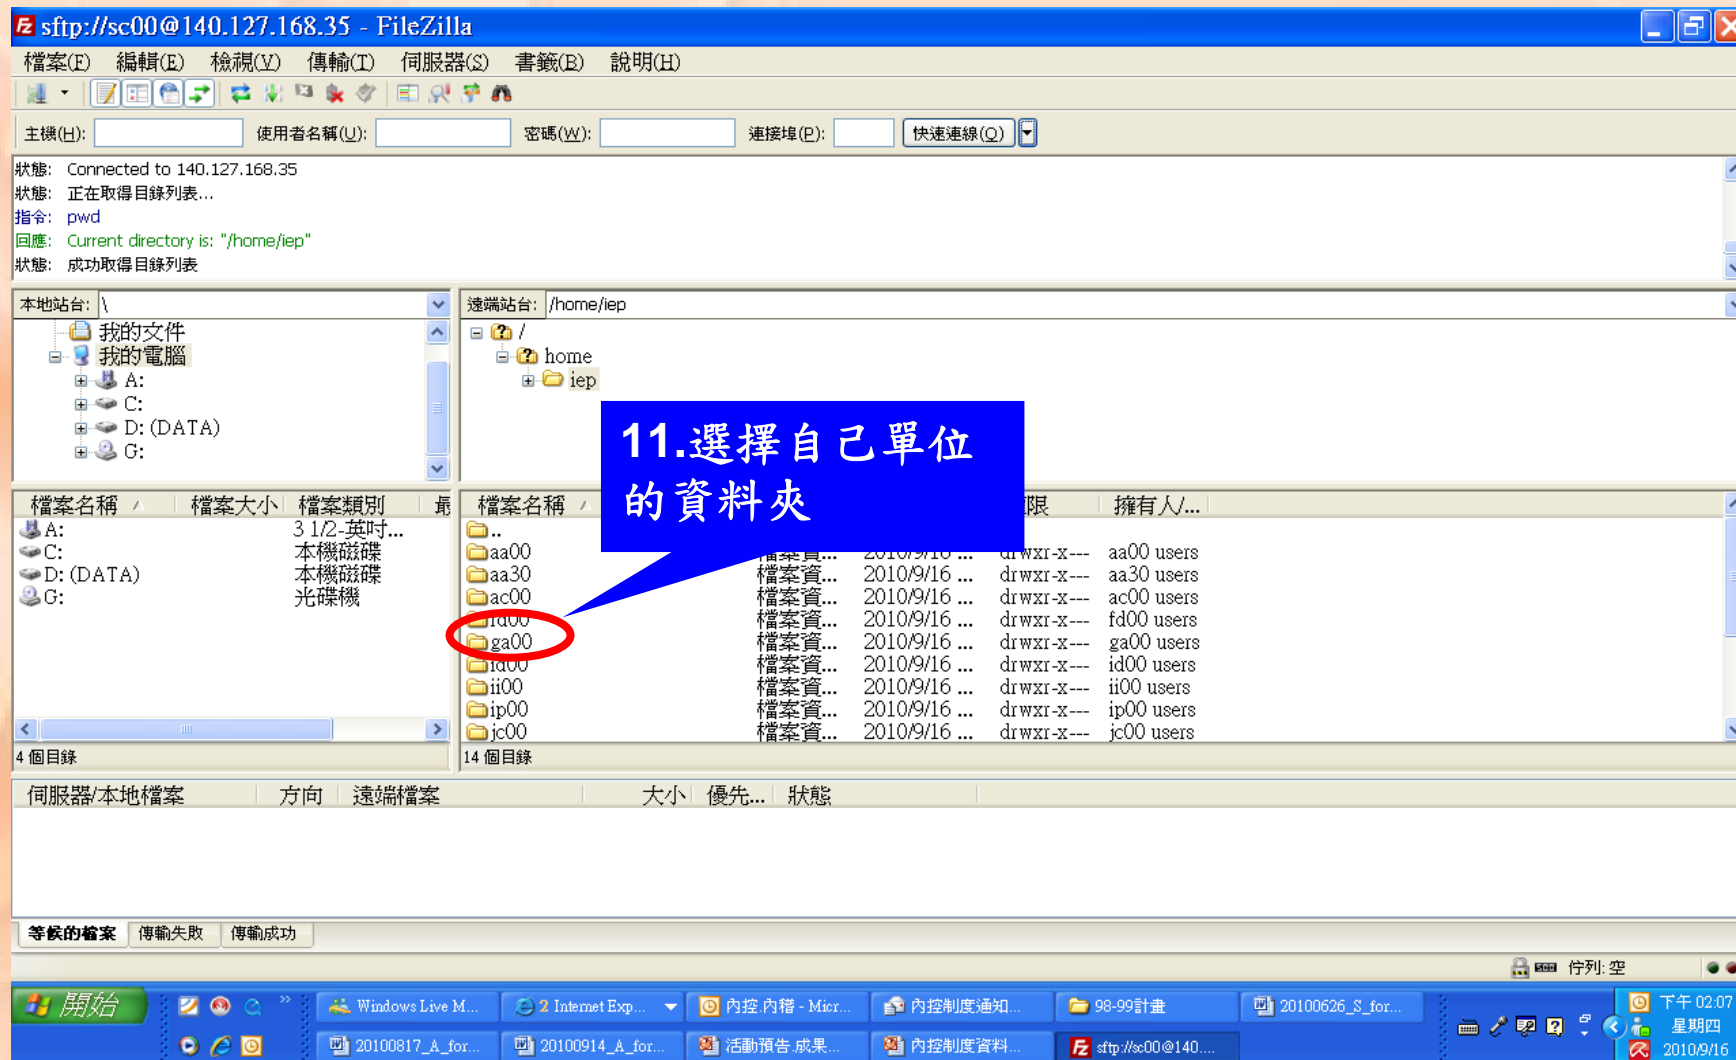 sftp://sc00@140.127.168.35 - FileZilla
檔案(F) 編輯(E) 檢視(V) 傳輸(T) 伺服器(S) 書籤(B) 說明(H)
主機(H): 使用者名稱(U): 密碼(W): 連接埠(P): 快速連線(Q)
狀態: Connected to 140.127.168.35
狀態: 正在取得目錄列表...
指令: pwd
回應: Current directory is: "/home/iep"
狀態: 成功取得目錄列表
本地站台: \
我的文件
我的電腦
A:
C:
D: (DATA)
G:
遠端站台: /home/iep
/
home
iep
11.選擇自己單位
的資料夾
檔案名稱 檔案大小 檔案類別 最
A: 3 1/2-英吋...
C: 本機磁碟
D: (DATA) 本機磁碟
G: 光碟機
4 個目錄
檔案名稱 限 擁有人/...
..
aa00 檔案資... 2010/9/16 ... drwxr-x--- aa00 users
aa30 檔案資... 2010/9/16 ... drwxr-x--- aa30 users
ac00 檔案資... 2010/9/16 ... drwxr-x--- ac00 users
fd00 檔案資... 2010/9/16 ... drwxr-x--- fd00 users
ga00 檔案資... 2010/9/16 ... drwxr-x--- ga00 users
id00 檔案資... 2010/9/16 ... drwxr-x--- id00 users
ii00 檔案資... 2010/9/16 ... drwxr-x--- ii00 users
ip00 檔案資... 2010/9/16 ... drwxr-x--- ip00 users
jc00 檔案資... 2010/9/16 ... drwxr-x--- jc00 users
14 個目錄
伺服器/本地檔案 方向 遠端檔案 大小 優先... 狀態
等候的檔案 傳輸失敗 傳輸成功
佇列: 空
開始 Windows Live M... 2 Internet Exp... 內控.內稽 - Micr... 內控制度通知... 98-99計畫 20100626_S_for...
20100817_A_for... 20100914_A_for... 活動預告.成果... 內控制度資料... sftp://sc00@140....
下午 02:07
星期四
2010/9/16